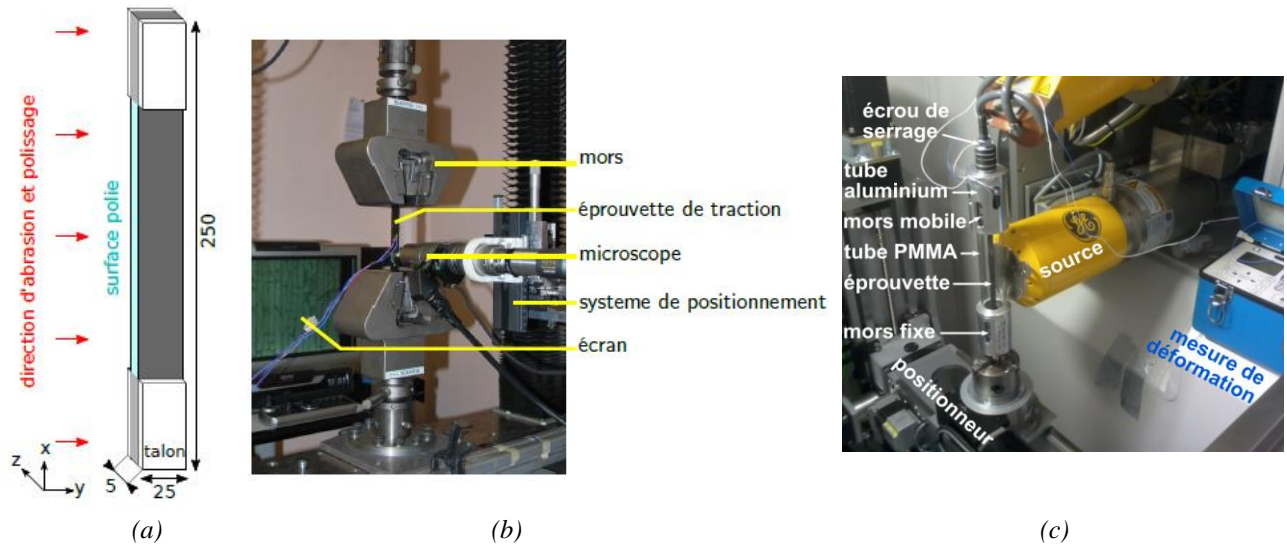 direction d'abrasion et polissage
surface polie
250
talon
z
x
y
5
25
(a)
mors
éprouvette de traction
microscope
systeme de positionnement
écran
(b)
écrou de
serrage
tube
aluminium
mors mobile
tube PMMA
éprouvette
mors fixe
positionneur
source
mesure de
déformation
(c)